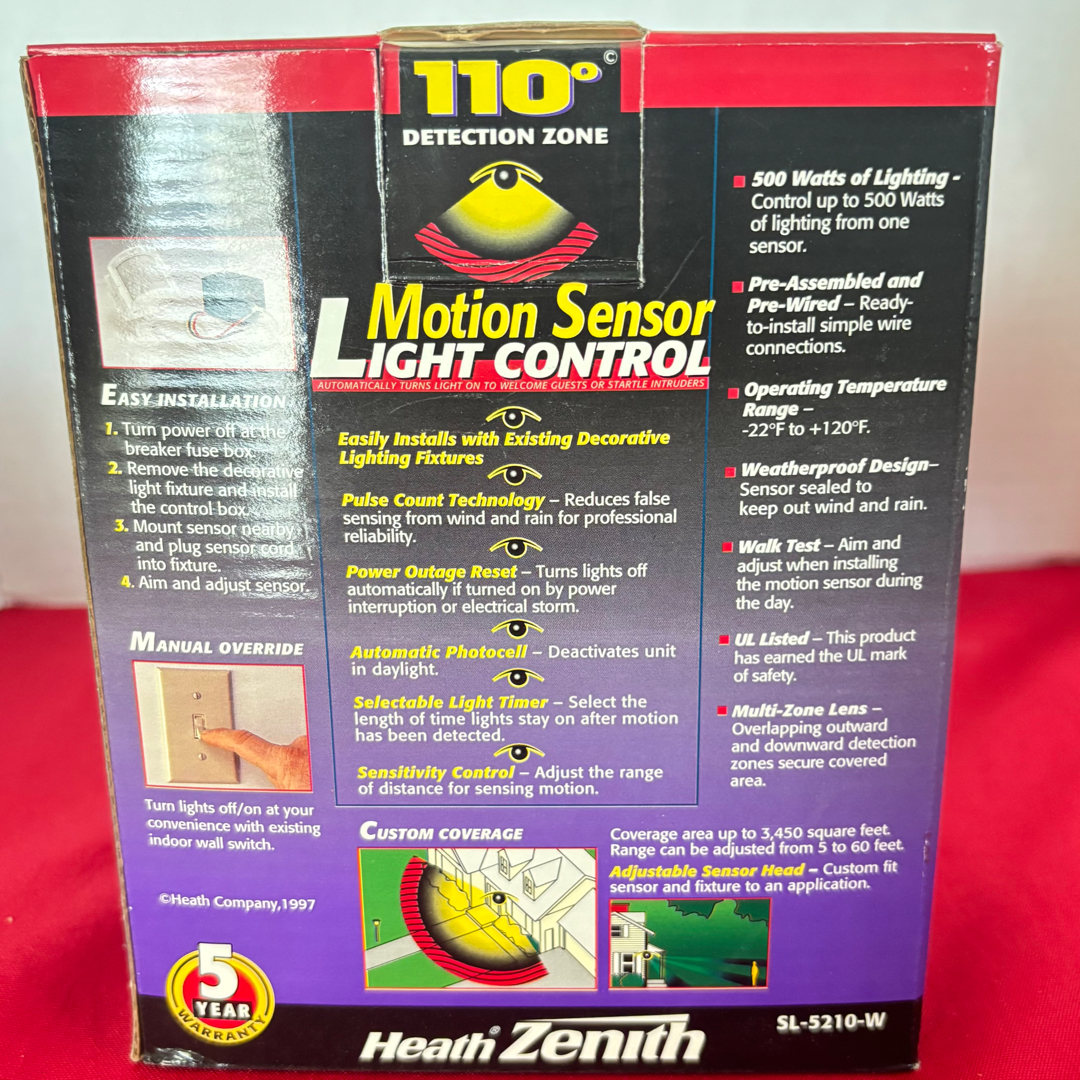 110°©
DETECTION ZONE
Motion Sensor
LIGHT CONTROL
AUTOMATICALLY TURNS LIGHT ON TO WELCOME GUESTS OR STARTLE INTRUDERS
EASY INSTALLATION
1. Turn power off at the
breaker fuse box.
2. Remove the decorative
light fixture and install
the control box.
3. Mount sensor nearby
and plug sensor cord
into fixture.
4. Aim and adjust sensor.
MANUAL OVERRIDE
Turn lights off/on at your
convenience with existing
indoor wall switch.
©Heath Company,1997
5
YEAR
WARRANTY
Easily Installs with Existing Decorative
Lighting Fixtures
Pulse Count Technology – Reduces false
sensing from wind and rain for professional
reliability.
Power Outage Reset – Turns lights off
automatically if turned on by power
interruption or electrical storm.
Automatic Photocell – Deactivates unit
in daylight.
Selectable Light Timer – Select the
length of time lights stay on after motion
has been detected.
Sensitivity Control – Adjust the range
of distance for sensing motion.
500 Watts of Lighting -
Control up to 500 Watts
of lighting from one
sensor.
Pre-Assembled and
Pre-Wired – Ready-
to-install simple wire
connections.
Operating Temperature
Range –
-22°F to +120°F.
Weatherproof Design–
Sensor sealed to
keep out wind and rain.
Walk Test – Aim and
adjust when installing
the motion sensor during
the day.
UL Listed – This product
has earned the UL mark
of safety.
Multi-Zone Lens –
Overlapping outward
and downward detection
zones secure covered
area.
CUSTOM COVERAGE
Coverage area up to 3,450 square feet.
Range can be adjusted from 5 to 60 feet.
Adjustable Sensor Head – Custom fit
sensor and fixture to an application.
Heath® Zenith
SL-5210-W